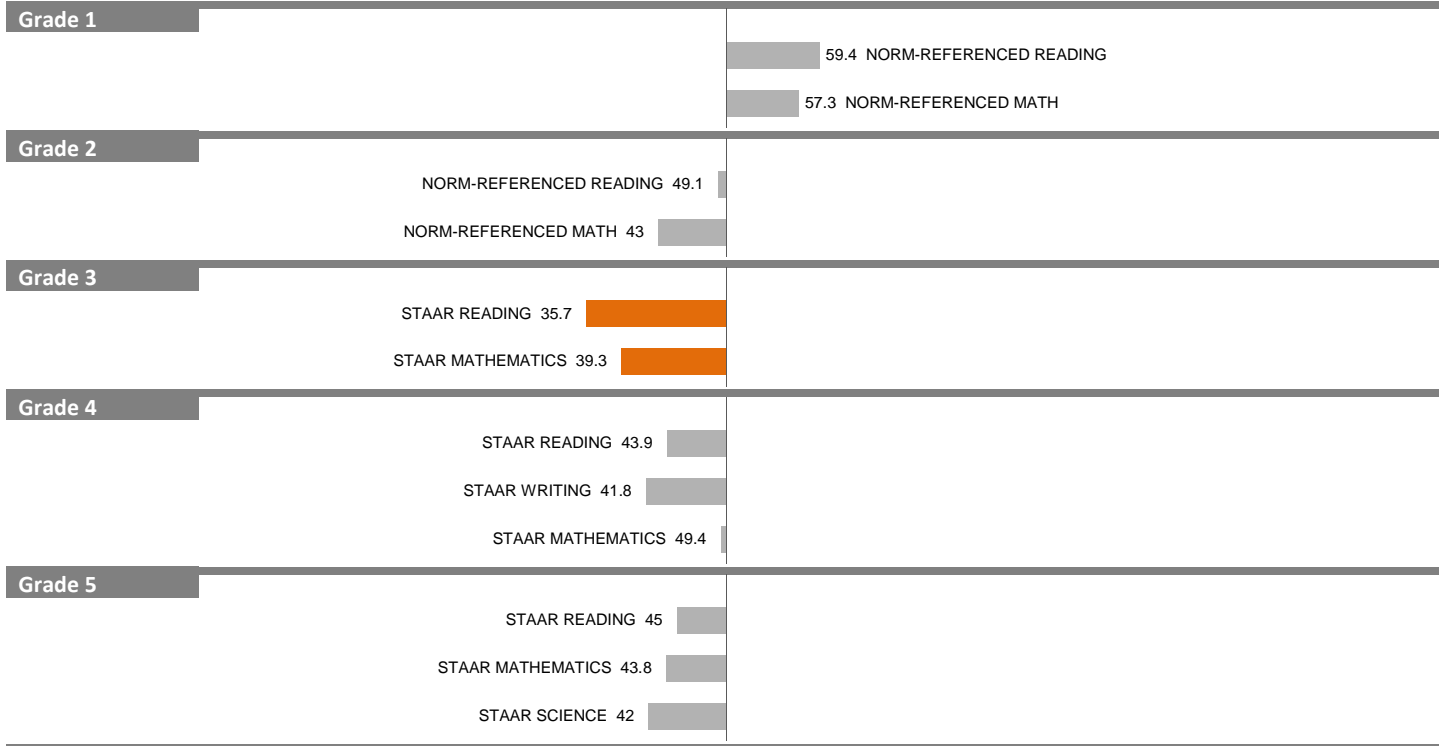 Grade 1
59.4 NORM-REFERENCED READING
57.3 NORM-REFERENCED MATH
Grade 2
NORM-REFERENCED READING 49.1
NORM-REFERENCED MATH 43
Grade 3
STAAR READING 35.7
STAAR MATHEMATICS 39.3
Grade 4
STAAR READING 43.9
STAAR WRITING 41.8
STAAR MATHEMATICS 49.4
Grade 5
STAAR READING 45
STAAR MATHEMATICS 43.8
STAAR SCIENCE 42